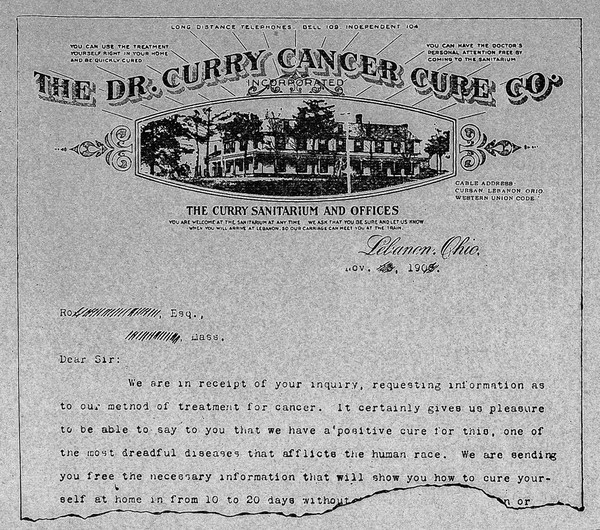 LONG DISTANCE TELEPHONES. BELL 109 INDEPENDENT 104
YOU CAN USE THE TREATMENT
YOURSELF RIGHT IN YOUR HOME
AND BE QUICKLY CURED
YOU CAN HAVE THE DOCTOR'S
PERSONAL ATTENTION FREE BY
COMING TO THE SANITARIUM
THE DR. CURRY CANCER CURE CO.
INCORPORATED
CABLE ADDRESS:
CURSAN, LEBANON, OHIO.
WESTERN UNION CODE.
THE CURRY SANITARIUM AND OFFICES
YOU ARE WELCOME AT THE SANITARIUM AT ANY TIME. WE ASK THAT YOU BE SURE AND LET US KNOW
WHEN YOU WILL ARRIVE AT LEBANON, SO OUR CARRIAGE CAN MEET YOU AT THE TRAIN.
Lebanon, Ohio,
Nov. 190
Ro , Esq.,
, Mass.
Dear Sir:
We are in receipt of your inquiry, requesting information as
to our method of treatment for cancer. It certainly gives us pleasure
to be able to say to you that we have a positive cure for this, one of
the most dreadful diseases that afflicts the human race. We are sending
you free the necessary information that will show you how to cure your-
self at home in from 10 to 20 days without or